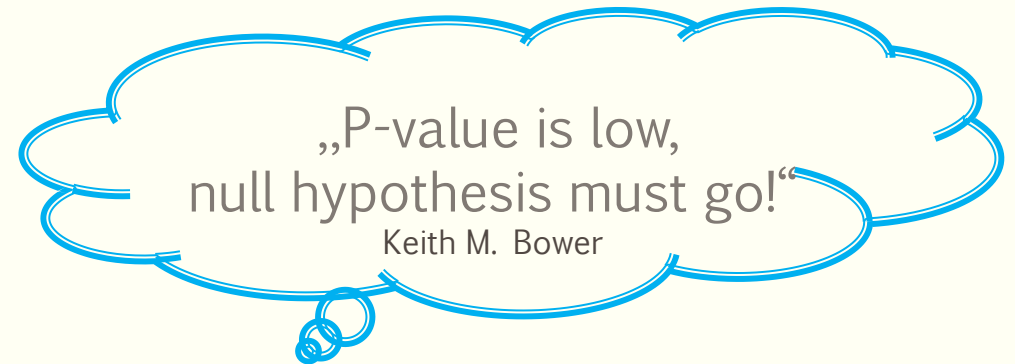 „P-value is low,
null hypothesis must go!“
Keith M. Bower